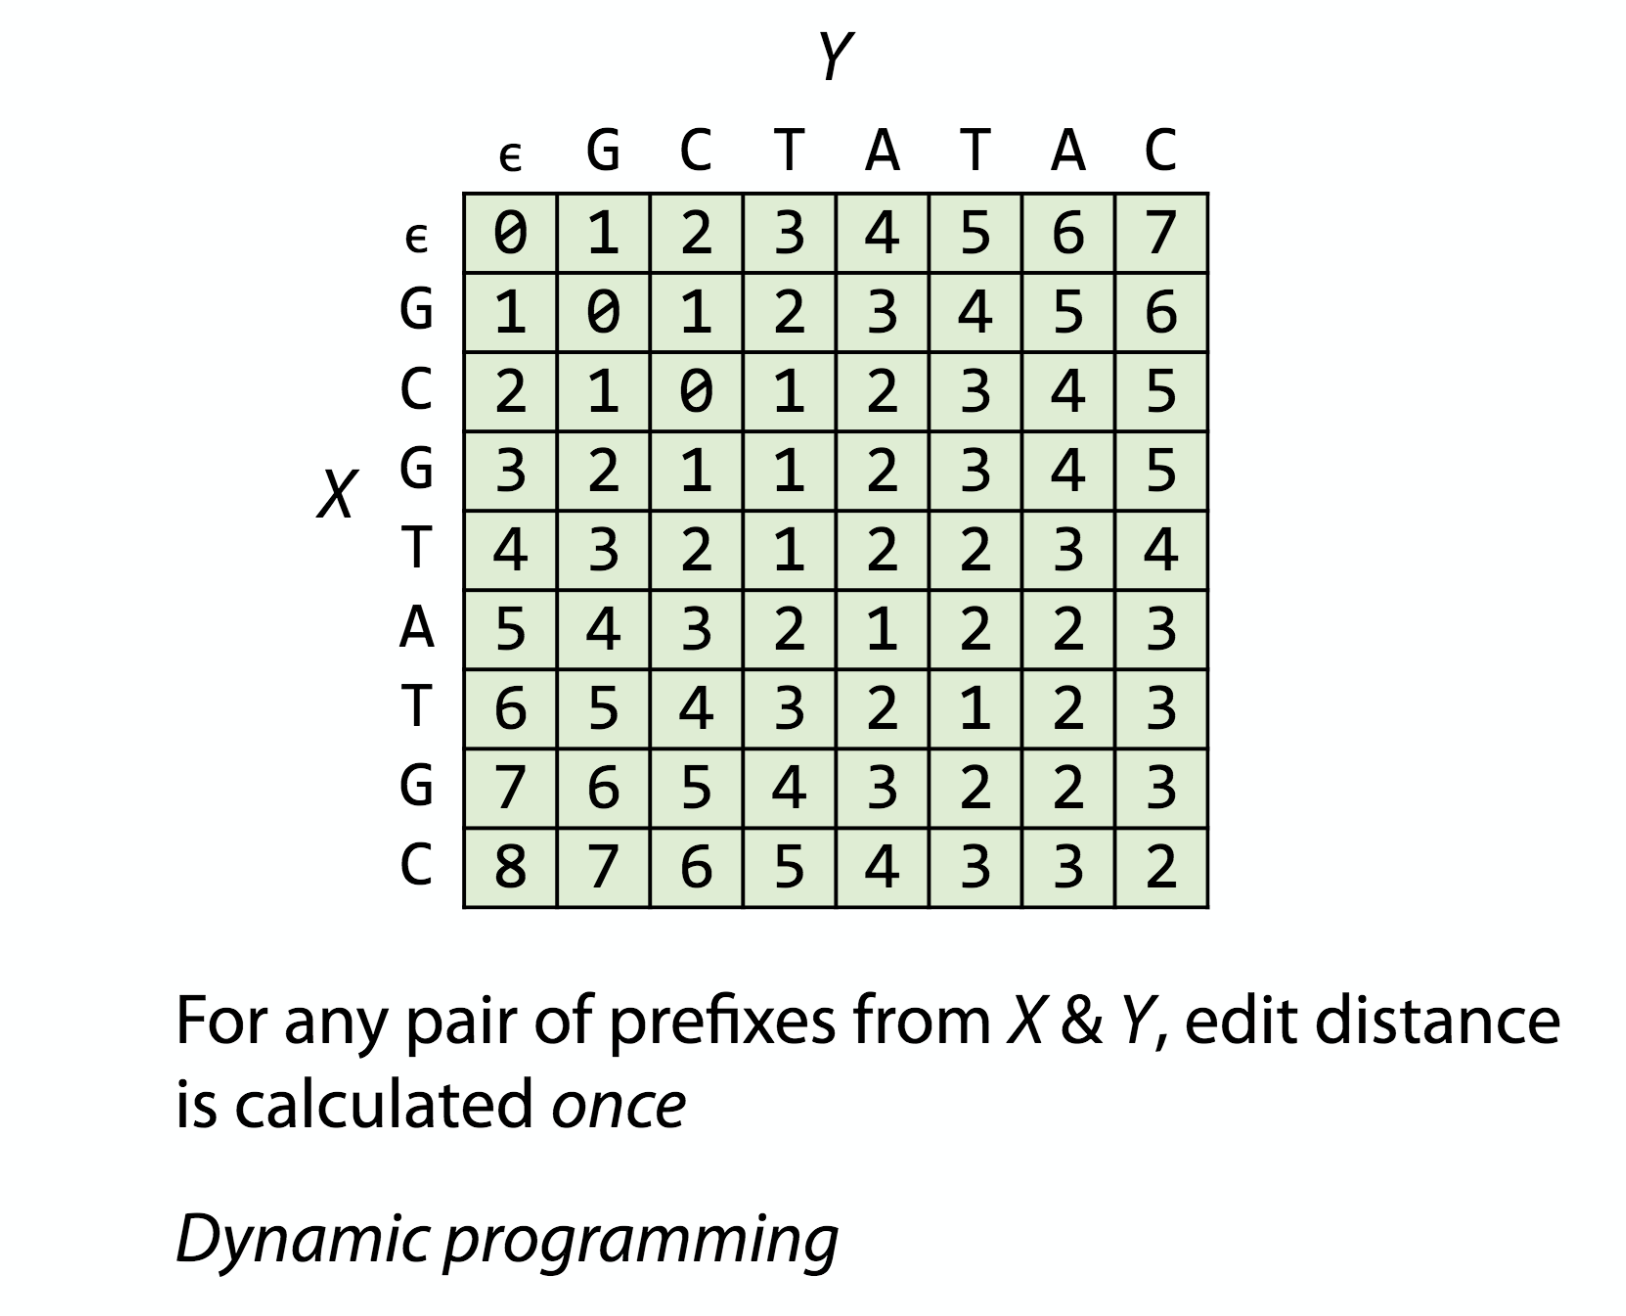 Y
ϵ G C T A T A C
ϵ 0 1 2 3 4 5 6 7
G 1 0 1 2 3 4 5 6
C 2 1 0 1 2 3 4 5
X G 3 2 1 1 2 3 4 5
T 4 3 2 1 2 2 3 4
A 5 4 3 2 1 2 2 3
T 6 5 4 3 2 1 2 3
G 7 6 5 4 3 2 2 3
C 8 7 6 5 4 3 3 2
For any pair of prefixes from X & Y, edit distance
is calculated once
Dynamic programming